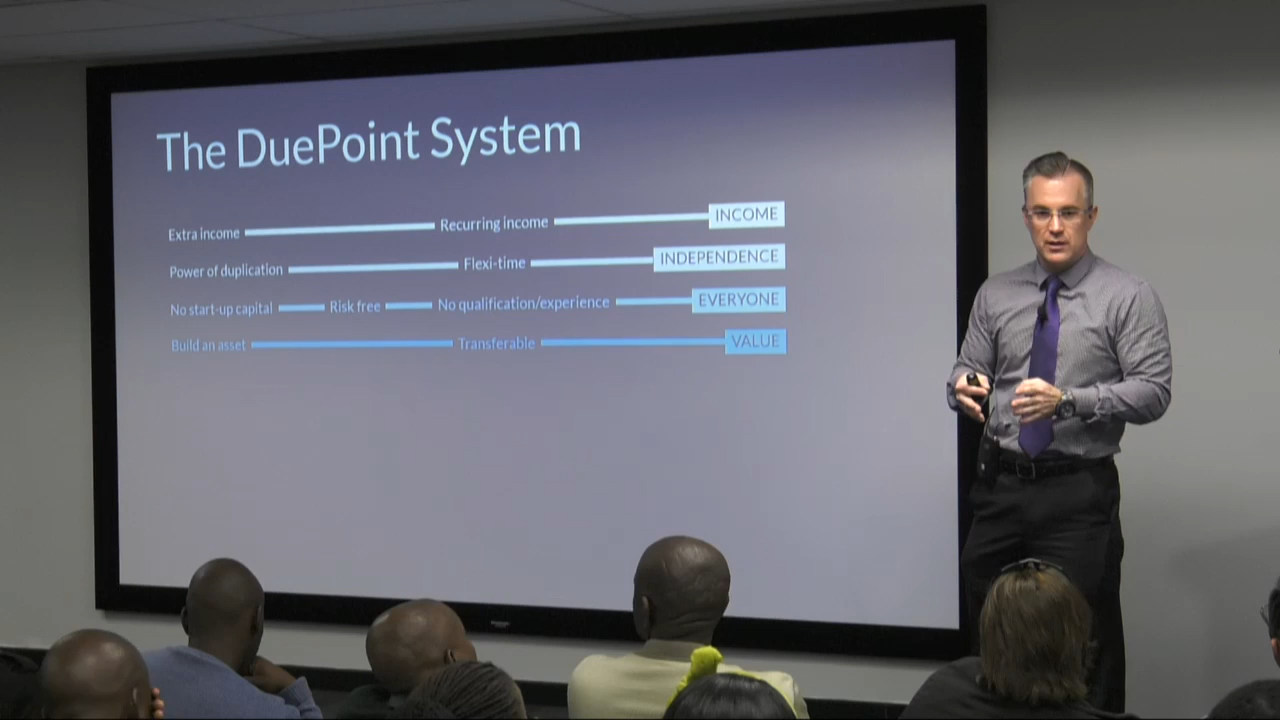 The DuePoint System
Extra income Recurring income INCOME
Power of duplication Flexi-time INDEPENDENCE
No start-up capital Risk free No qualification/experience EVERYONE
Build an asset Transferable VALUE